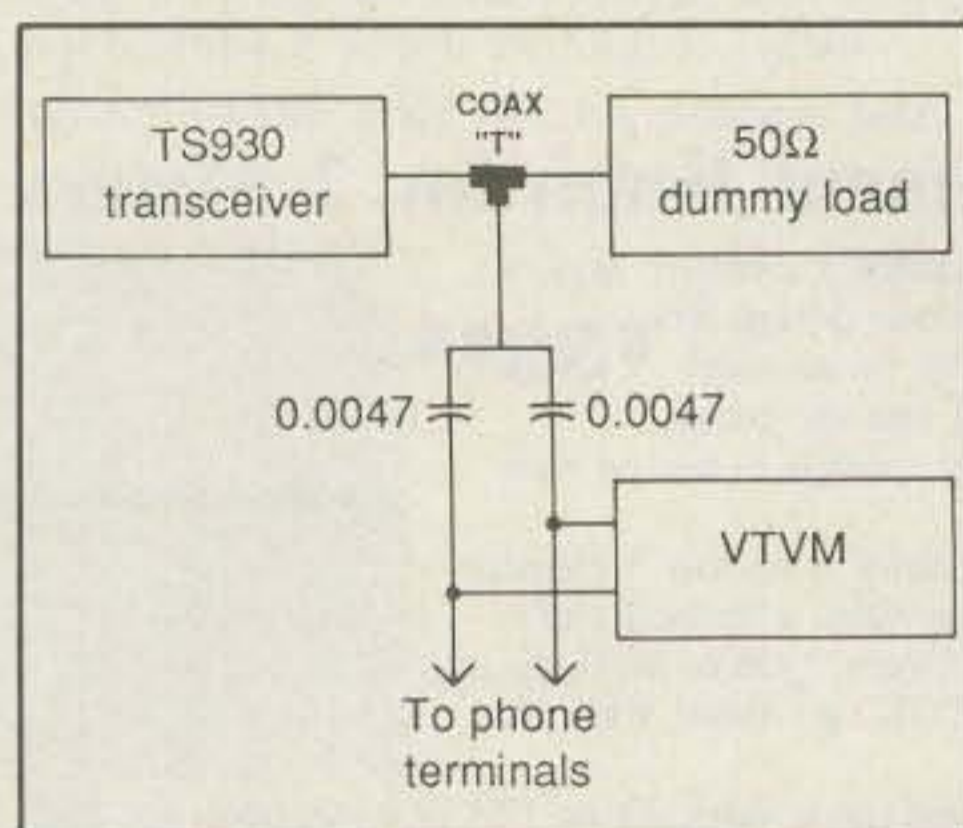 TS930
transceiver
COAX
"T"
50Ω
dummy load
0.0047
0.0047
VTVM
To phone
terminals